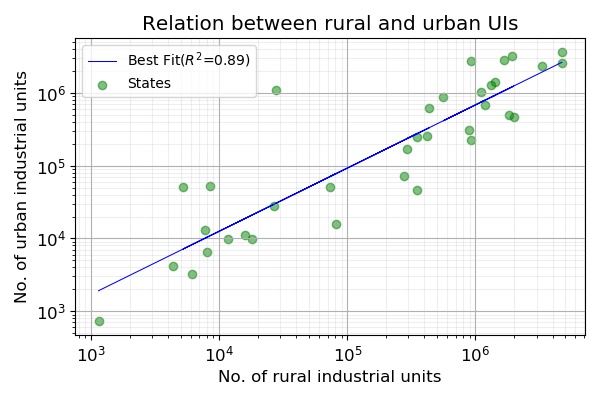 Relation between rural and urban UIs
Best Fit(R²=0.89)
States
No. of urban industrial units
10⁶
10⁵
10⁴
10³
10³ 10⁴ 10⁵ 10⁶
No. of rural industrial units